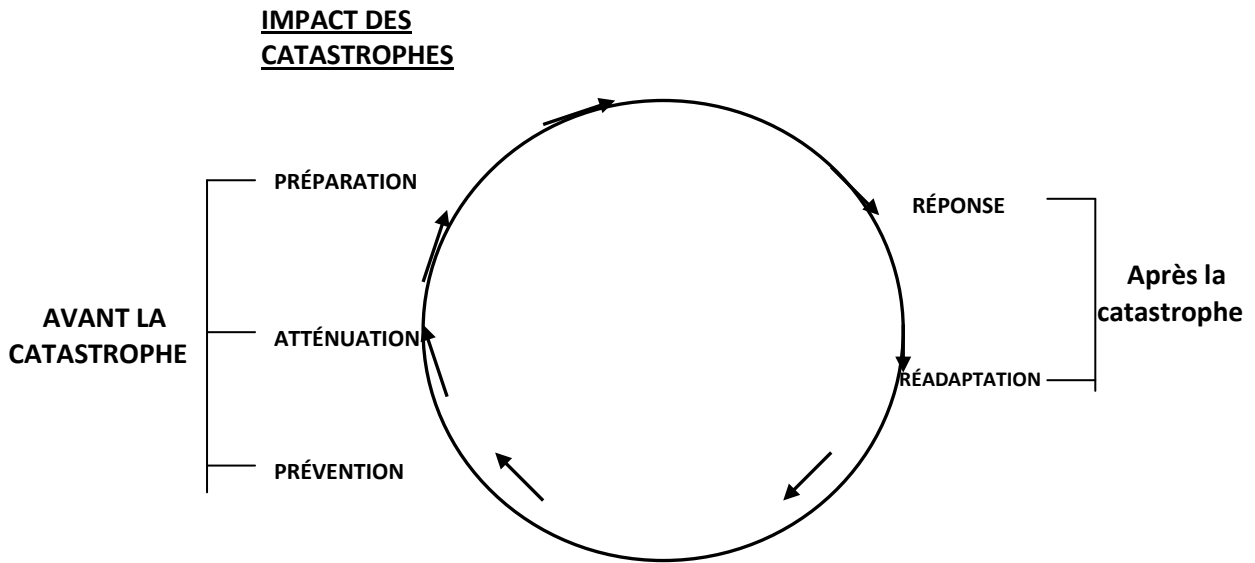 IMPACT DES
CATASTROPHES
PRÉPARATION
RÉPONSE
Après la
catastrophe
AVANT LA
CATASTROPHE
ATTÉNUATION
RÉADAPTATION
PRÉVENTION